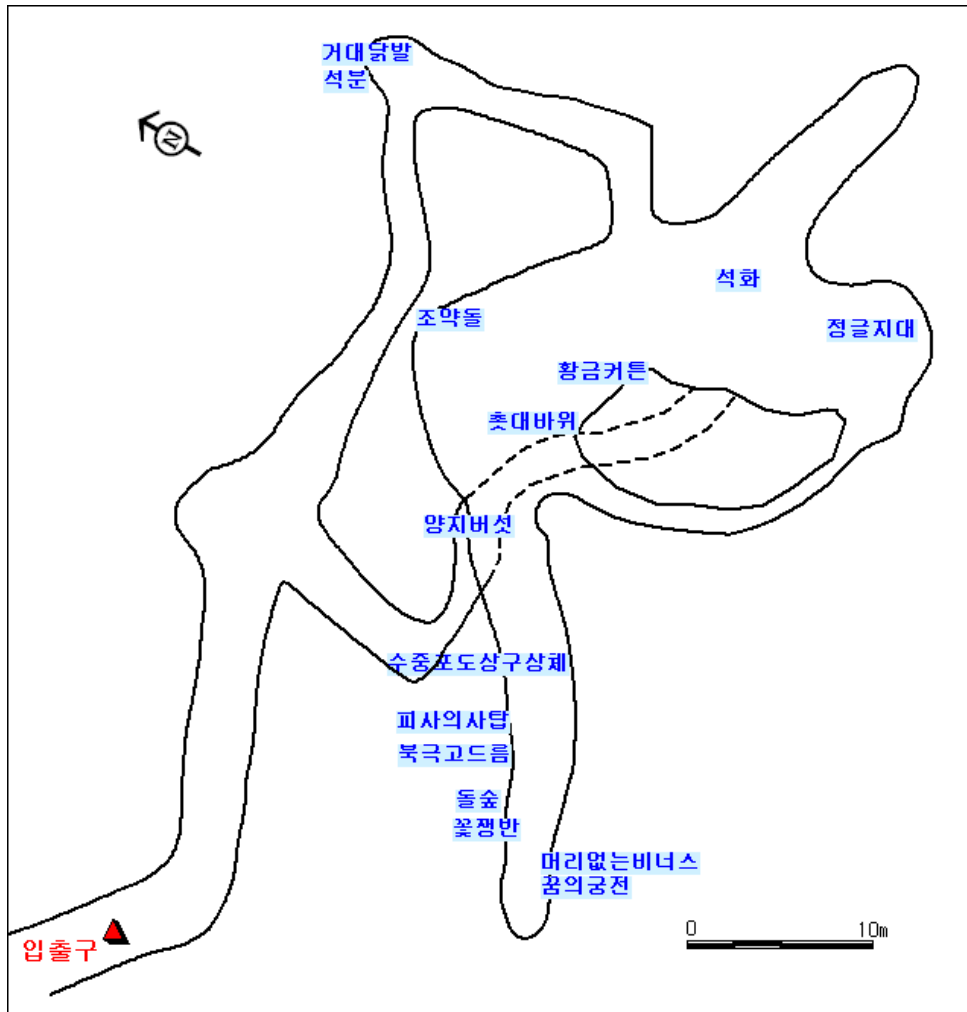 거대닭발
석분
N
석화
조약돌
정글지대
황금커튼
촛대바위
양지버섯
수중포도상구상체
피사의사탑
북극고드름
돌숲
꽃쟁반
머리없는비너스
꿈의궁전
입출구
0 10m